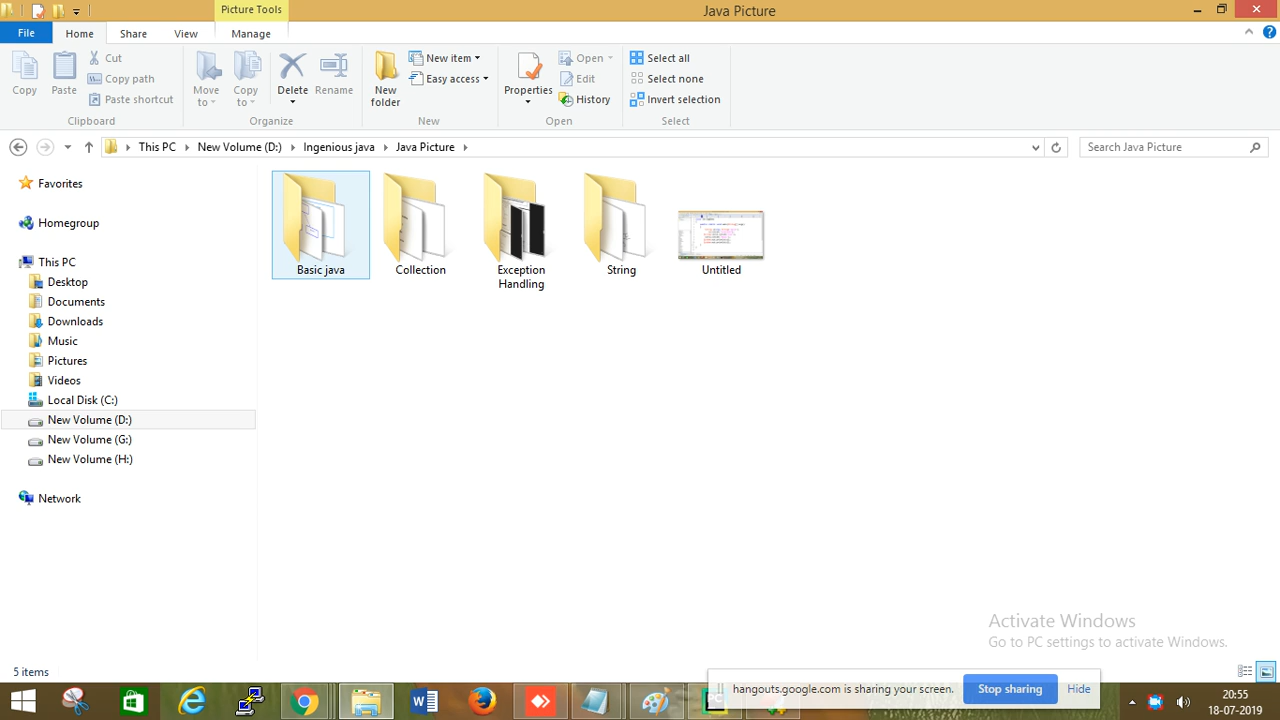 Picture Tools
Java Picture
File
Home
Share
View
Manage
Copy
Paste
Cut
Copy path
Paste shortcut
Clipboard
Move to
Copy to
Delete
Rename
Organize
New folder
New item
Easy access
New
Properties
Open
Edit
History
Open
Select all
Select none
Invert selection
Select
This PC
New Volume (D:)
Ingenious java
Java Picture
Search Java Picture
Favorites
Homegroup
This PC
Desktop
Documents
Downloads
Music
Pictures
Videos
Local Disk (C:)
New Volume (D:)
New Volume (G:)
New Volume (H:)
Network
Basic java
Collection
Exception
Handling
String
Untitled
Activate Windows
Go to PC settings to activate Windows.
5 items
hangouts.google.com is sharing your screen.
Stop sharing
Hide
20:55
18-07-2019